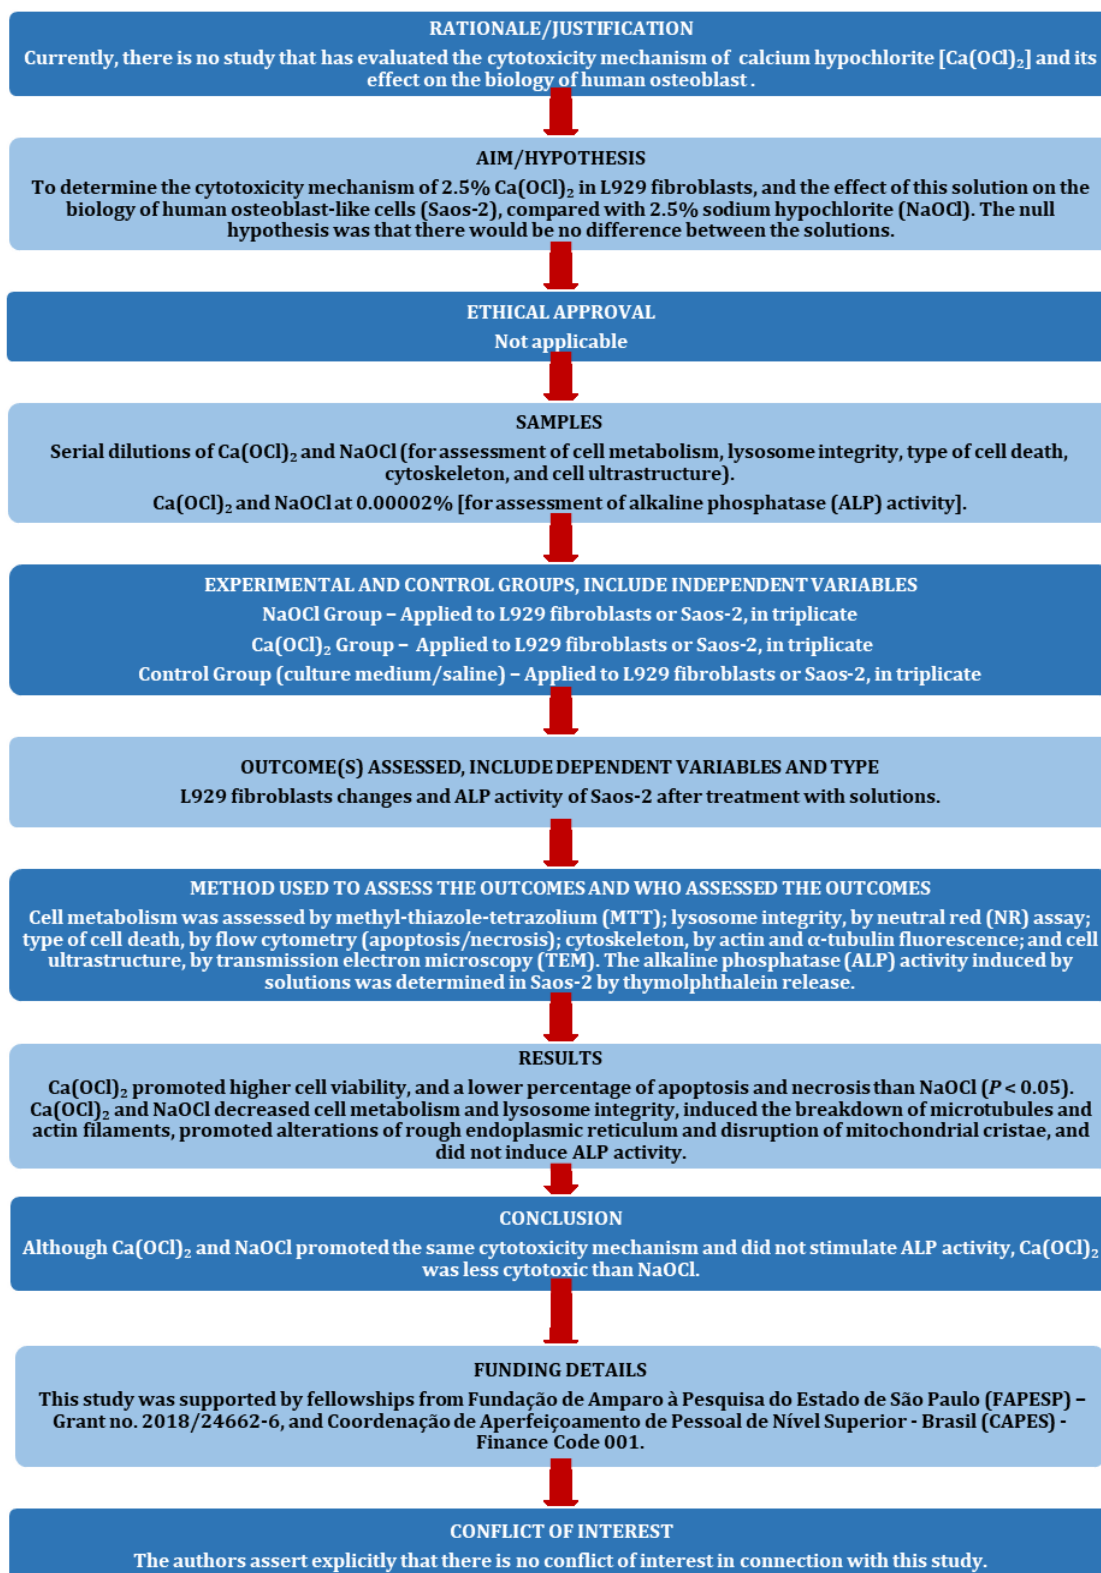 RATIONALE/JUSTIFICATION
Currently, there is no study that has evaluated the cytotoxicity mechanism of calcium hypochlorite [Ca(OCl)₂] and its
effect on the biology of human osteoblast .
AIM/HYPOTHESIS
To determine the cytotoxicity mechanism of 2.5% Ca(OCl)₂ in L929 fibroblasts, and the effect of this solution on the
biology of human osteoblast-like cells (Saos-2), compared with 2.5% sodium hypochlorite (NaOCl). The null
hypothesis was that there would be no difference between the solutions.
ETHICAL APPROVAL
Not applicable
SAMPLES
Serial dilutions of Ca(OCl)₂ and NaOCl (for assessment of cell metabolism, lysosome integrity, type of cell death,
cytoskeleton, and cell ultrastructure).
Ca(OCl)₂ and NaOCl at 0.00002% [for assessment of alkaline phosphatase (ALP) activity].
EXPERIMENTAL AND CONTROL GROUPS, INCLUDE INDEPENDENT VARIABLES
NaOCl Group – Applied to L929 fibroblasts or Saos-2, in triplicate
Ca(OCl)₂ Group – Applied to L929 fibroblasts or Saos-2, in triplicate
Control Group (culture medium/saline) – Applied to L929 fibroblasts or Saos-2, in triplicate
OUTCOME(S) ASSESSED, INCLUDE DEPENDENT VARIABLES AND TYPE
L929 fibroblasts changes and ALP activity of Saos-2 after treatment with solutions.
METHOD USED TO ASSESS THE OUTCOMES AND WHO ASSESSED THE OUTCOMES
Cell metabolism was assessed by methyl-thiazole-tetrazolium (MTT); lysosome integrity, by neutral red (NR) assay;
type of cell death, by flow cytometry (apoptosis/necrosis); cytoskeleton, by actin and α-tubulin fluorescence; and cell
ultrastructure, by transmission electron microscopy (TEM). The alkaline phosphatase (ALP) activity induced by
solutions was determined in Saos-2 by thymolphthalein release.
RESULTS
Ca(OCl)₂ promoted higher cell viability, and a lower percentage of apoptosis and necrosis than NaOCl (P < 0.05).
Ca(OCl)₂ and NaOCl decreased cell metabolism and lysosome integrity, induced the breakdown of microtubules and
actin filaments, promoted alterations of rough endoplasmic reticulum and disruption of mitochondrial cristae, and
did not induce ALP activity.
CONCLUSION
Although Ca(OCl)₂ and NaOCl promoted the same cytotoxicity mechanism and did not stimulate ALP activity, Ca(OCl)₂
was less cytotoxic than NaOCl.
FUNDING DETAILS
This study was supported by fellowships from Fundação de Amparo à Pesquisa do Estado de São Paulo (FAPESP) –
Grant no. 2018/24662-6, and Coordenação de Aperfeiçoamento de Pessoal de Nível Superior - Brasil (CAPES) -
Finance Code 001.
CONFLICT OF INTEREST
The authors assert explicitly that there is no conflict of interest in connection with this study.